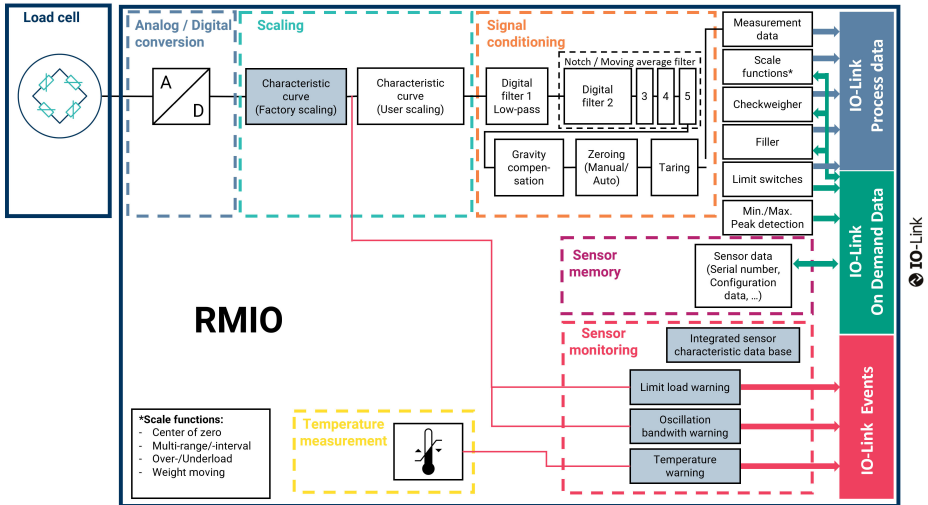 Load cell
Analog / Digital
conversion
A
D
Scaling
Characteristic
curve
(Factory scaling)
Characteristic
curve
(User scaling)
Signal
conditioning
Digital
filter 1
Low-pass
Notch / Moving average filter
Digital
filter 2
3
4
5
Gravity
compen-
sation
Zeroing
(Manual/
Auto)
Taring
Measurement
data
Scale
functions*
Checkweigher
Filler
Limit switches
Min./Max.
Peak detection
IO-Link
Process data
IO-Link
On Demand Data
IO-Link Events
IO-Link
Sensor
memory
Sensor data
(Serial number,
Configuration
data, ...)
RMIO
Sensor
monitoring
Integrated sensor
characteristic data base
Limit load warning
Oscillation
bandwith warning
Temperature
warning
Temperature
measurement
*Scale functions:
- Center of zero
- Multi-range/-interval
- Over-/Underload
- Weight moving